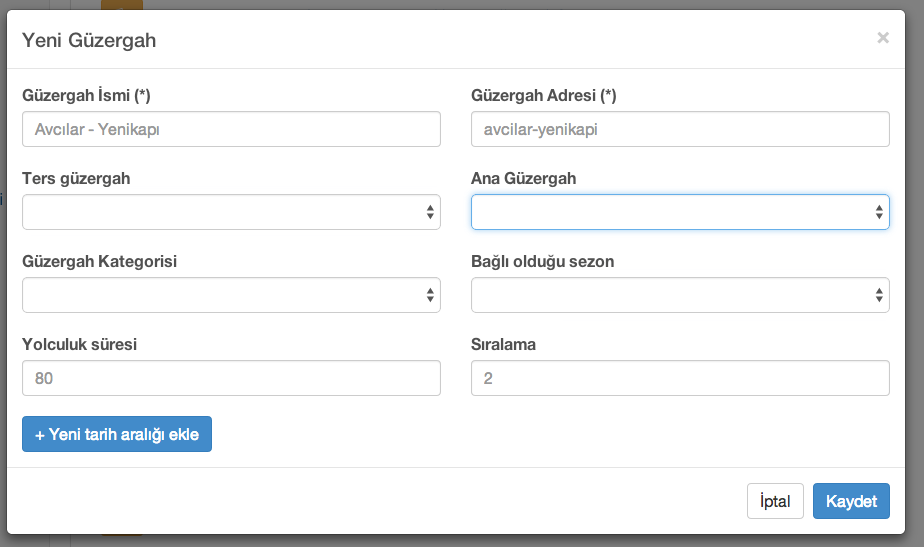 Yeni Güzergah ×
Güzergah İsmi (*)
Güzergah Adresi (*)
Avcılar - Yenikapı
avcilar-yenikapi
Ters güzergah
Ana Güzergah
Güzergah Kategorisi
Bağlı olduğu sezon
Yolculuk süresi
Sıralama
80
2
+ Yeni tarih aralığı ekle
İptal
Kaydet